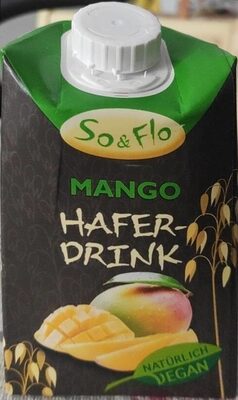 So&Flo
MANGO
HAFER-
DRINK
NATÜRLICH
VEGAN